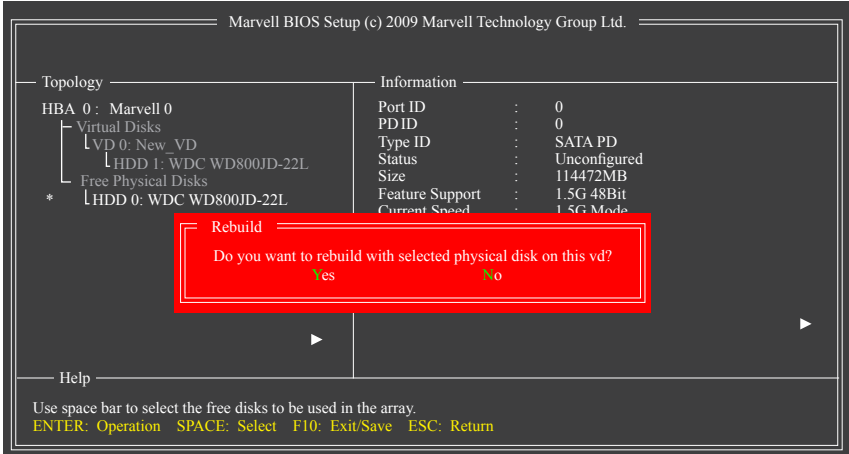 Marvell BIOS Setup (c) 2009 Marvell Technology Group Ltd.
Topology
HBA 0 : Marvell 0
Virtual Disks
VD 0: New_VD
HDD 1: WDC WD800JD-22L
Free Physical Disks
* HDD 0: WDC WD800JD-22L
Information
Port ID : 0
PD ID : 0
Type ID : SATA PD
Status : Unconfigured
Size : 114472MB
Feature Support : 1.5G 48Bit
Current Speed : 1.5G Mode
Rebuild
Do you want to rebuild with selected physical disk on this vd?
Yes No
Help
Use space bar to select the free disks to be used in the array.
ENTER: Operation SPACE: Select F10: Exit/Save ESC: Return